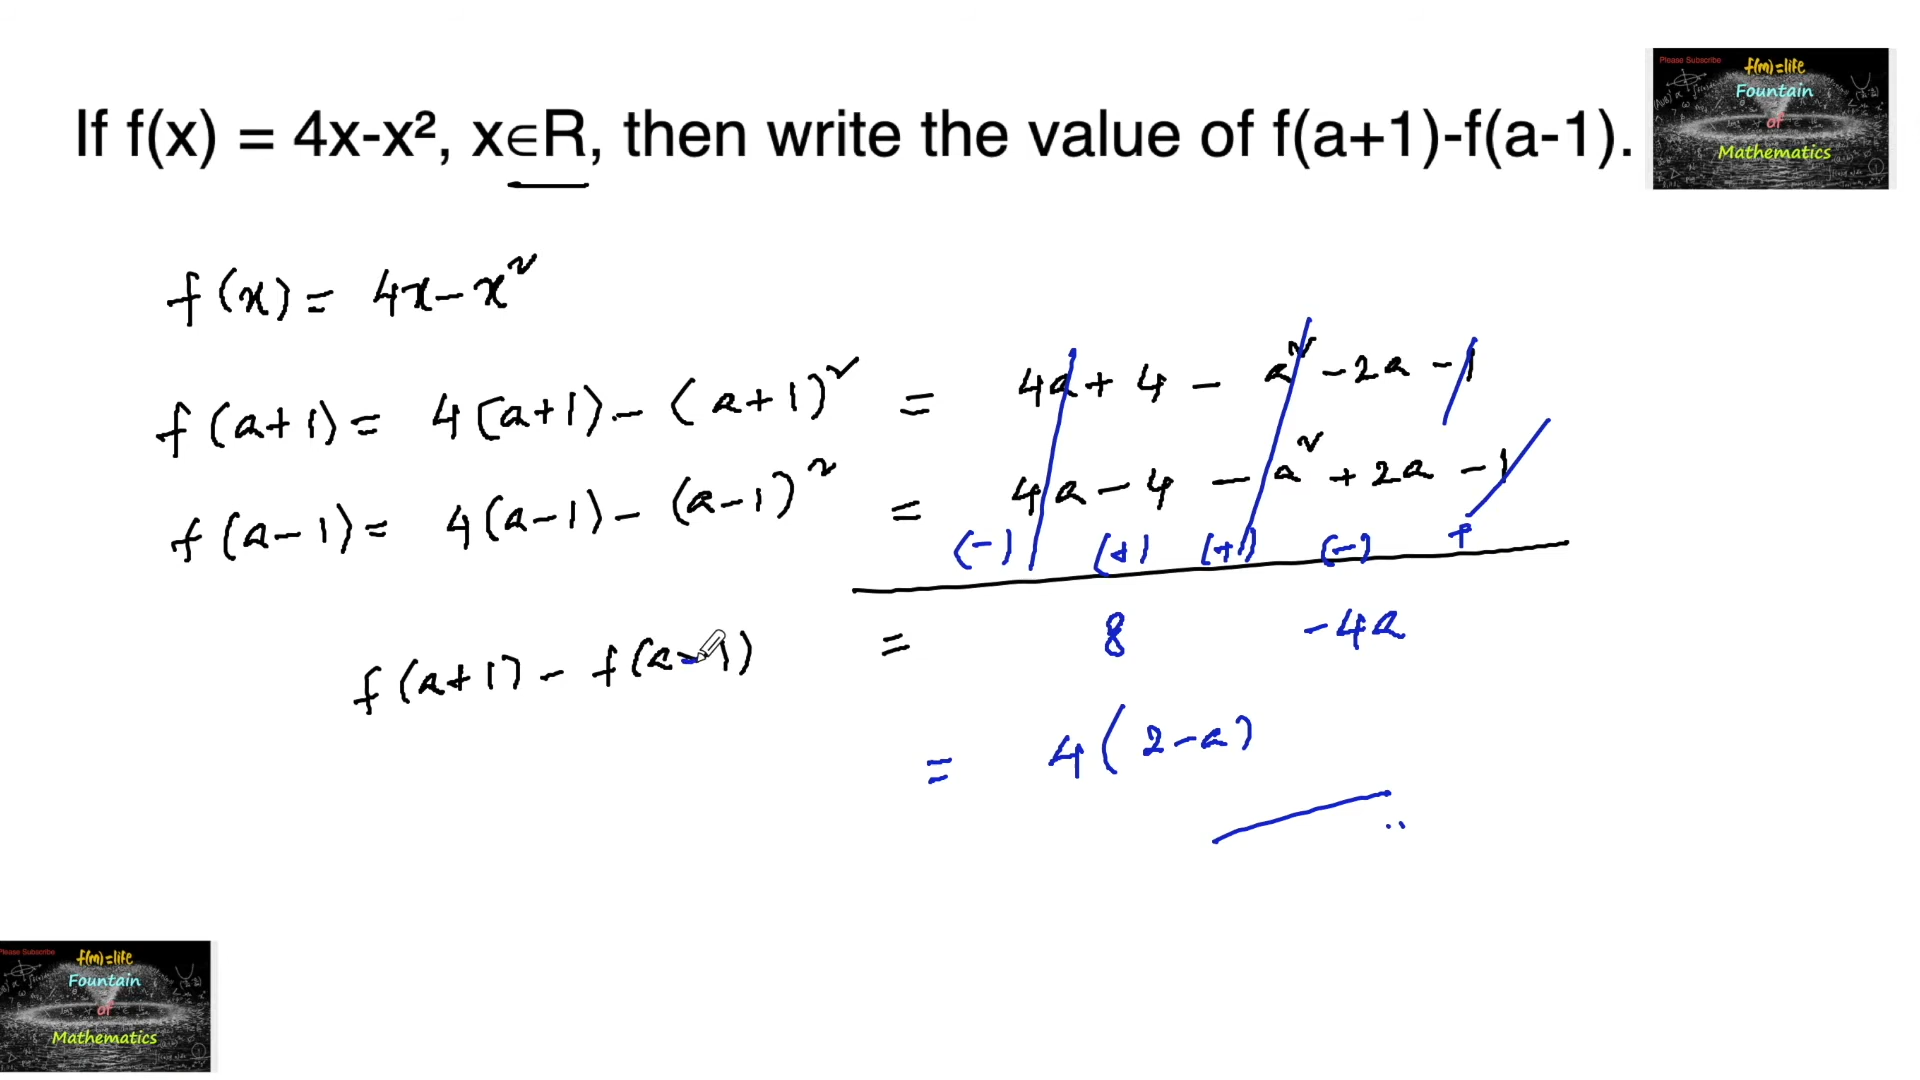 Please Subscribe
f(m)=life
Fountain
of
Mathematics
If f(x) = 4x-x², x∈R, then write the value of f(a+1)-f(a-1).
f(x) = 4x-x²
f(a+1) = 4(a+1) - (a+1)² = 4a + 4 - a² - 2a - 1
f(a-1) = 4(a-1) - (a-1)² = 4a - 4 - a² + 2a - 1
(-) (+) (+) (-) +
f(a+1) - f(a-1) = 8 -4a
= 4(2-a)
Please Subscribe
f(m)=life
Fountain
of
Mathematics